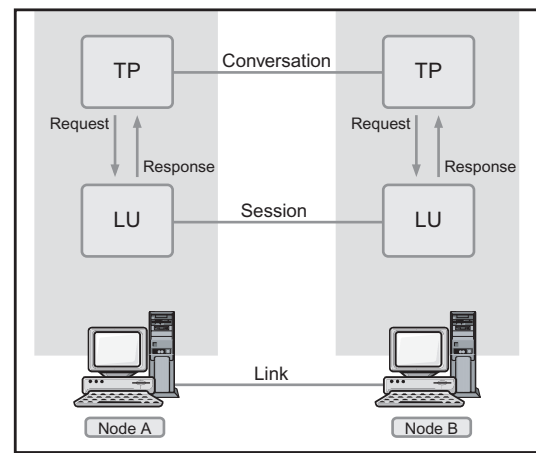 TP
Conversation
TP
Request
Response
Request
Response
LU
Session
LU
Link
Node A
Node B